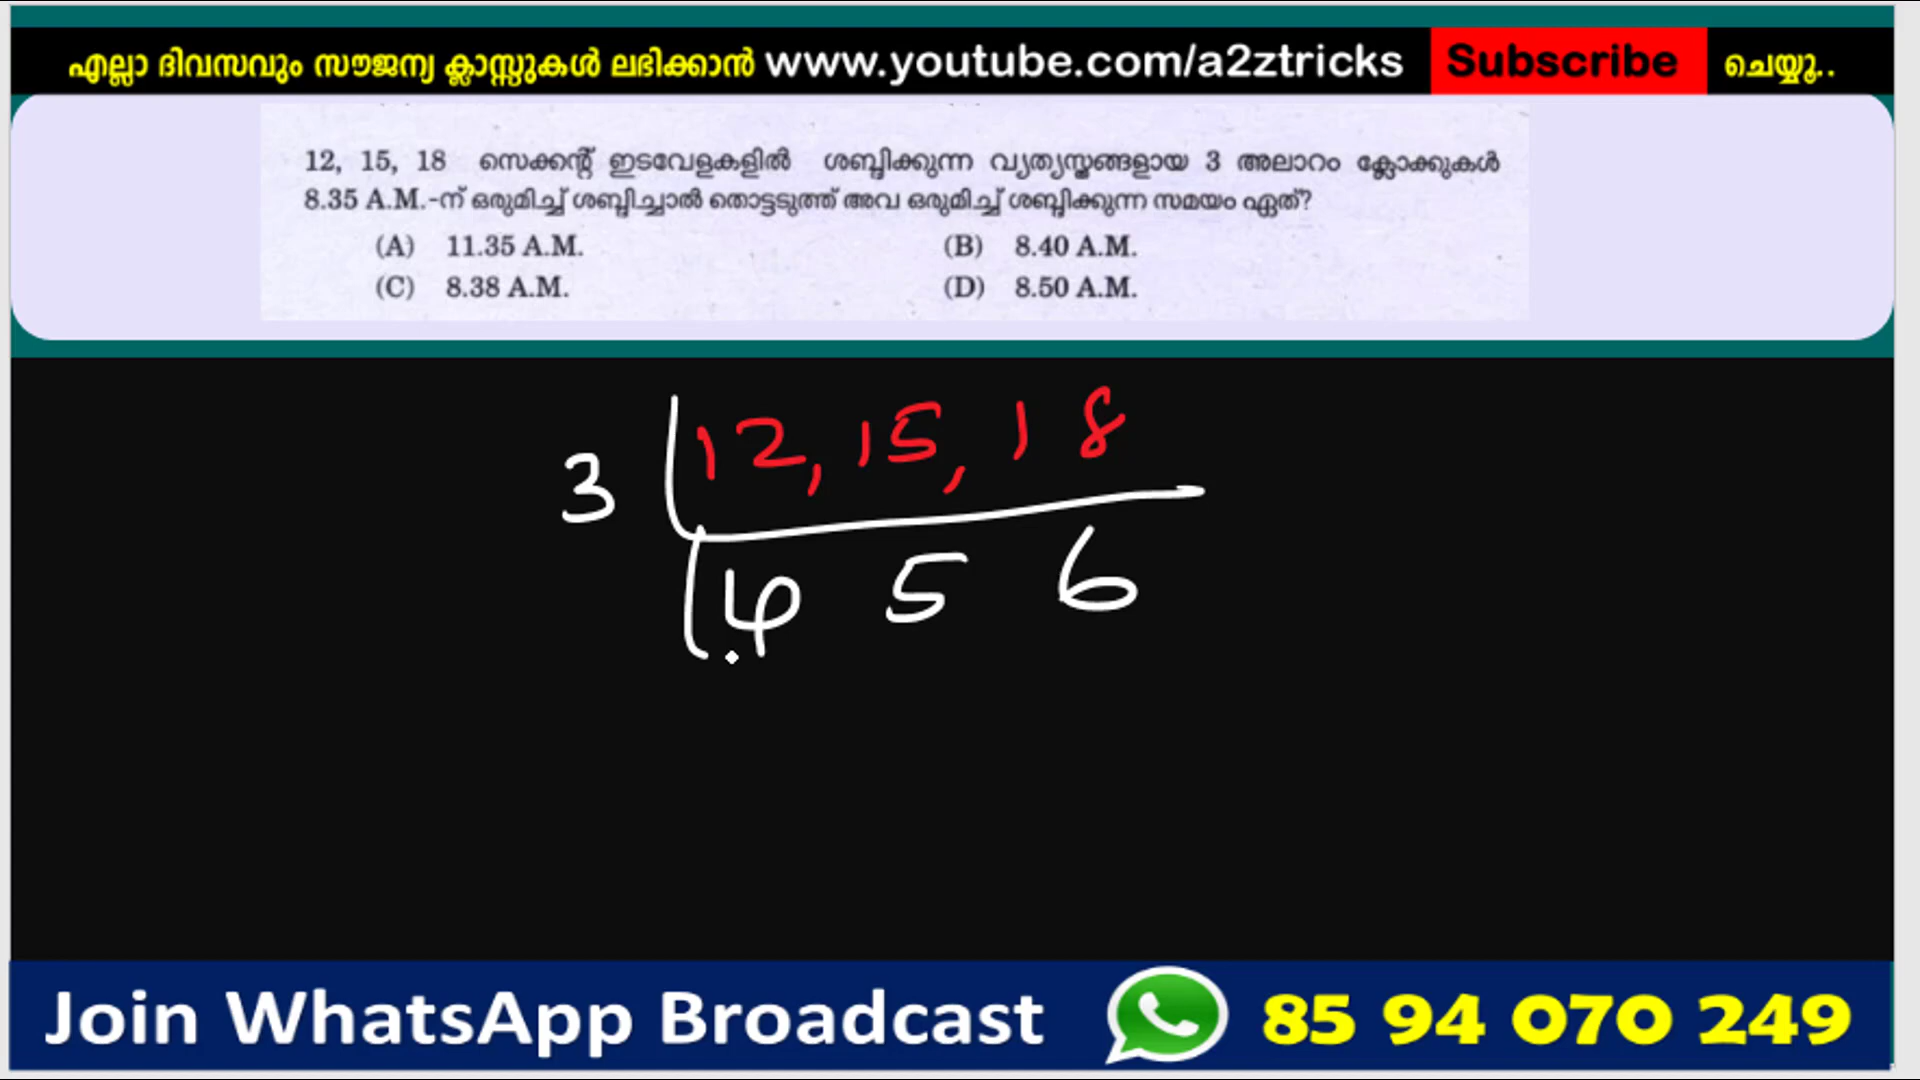 എല്ലാ ദിവസവും സൗജന്യ ക്ലാസ്സുകൾ ലഭിക്കാൻ www.youtube.com/a2ztricks Subscribe ചെയ്യൂ..
12, 15, 18 സെക്കന്റ് ഇടവേളകളിൽ ശബ്ദിക്കുന്ന വ്യത്യസ്തങ്ങളായ 3 അലാറം ക്ലോക്കുകൾ
8.35 A.M.-ന് ഒരുമിച്ച് ശബ്ദിച്ചാൽ തൊട്ടടുത്ത് അവ ഒരുമിച്ച് ശബ്ദിക്കുന്ന സമയം ഏത്?
(A) 11.35 A.M. (B) 8.40 A.M.
(C) 8.38 A.M. (D) 8.50 A.M.
3 12, 15, 18
4 5 6
Join WhatsApp Broadcast 85 94 070 249